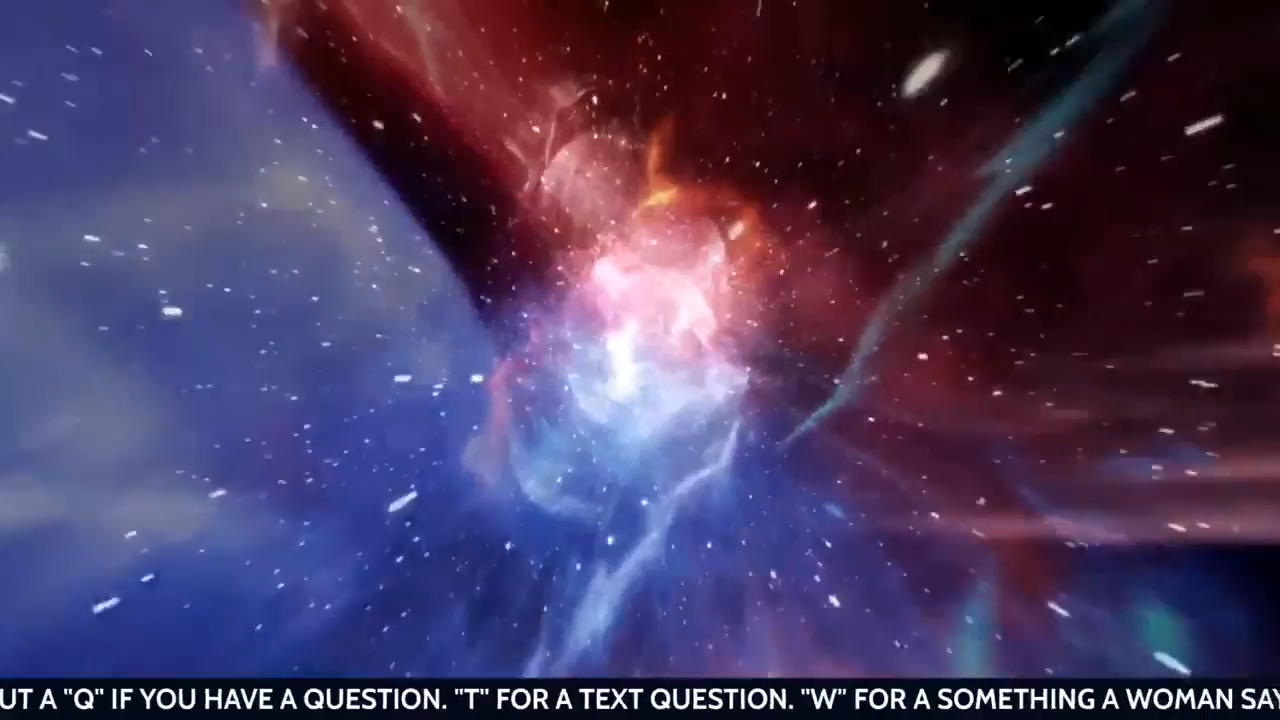 UT A "Q" IF YOU HAVE A QUESTION. "T" FOR A TEXT QUESTION. "W" FOR A SOMETHING A WOMAN SAY